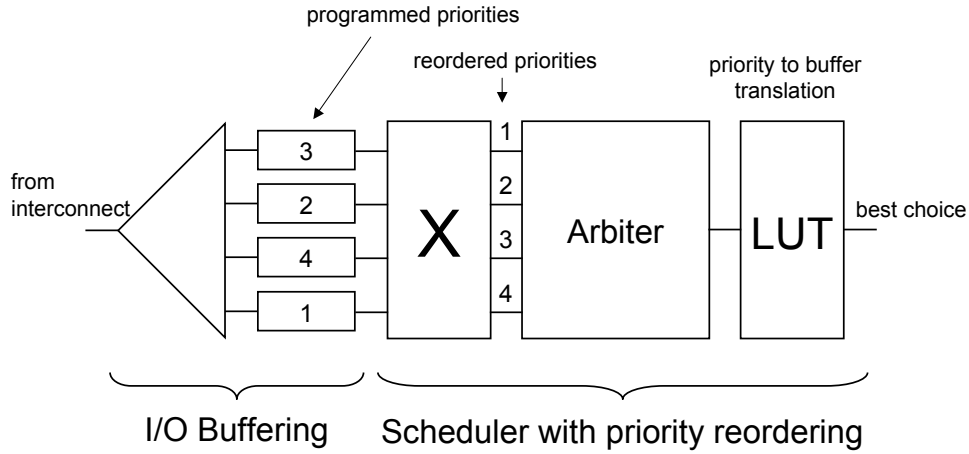 programmed priorities
reordered priorities
priority to buffer
translation
from
interconnect
3
2
4
1
X
1
2
3
4
Arbiter
LUT
best choice
I/O Buffering
Scheduler with priority reordering